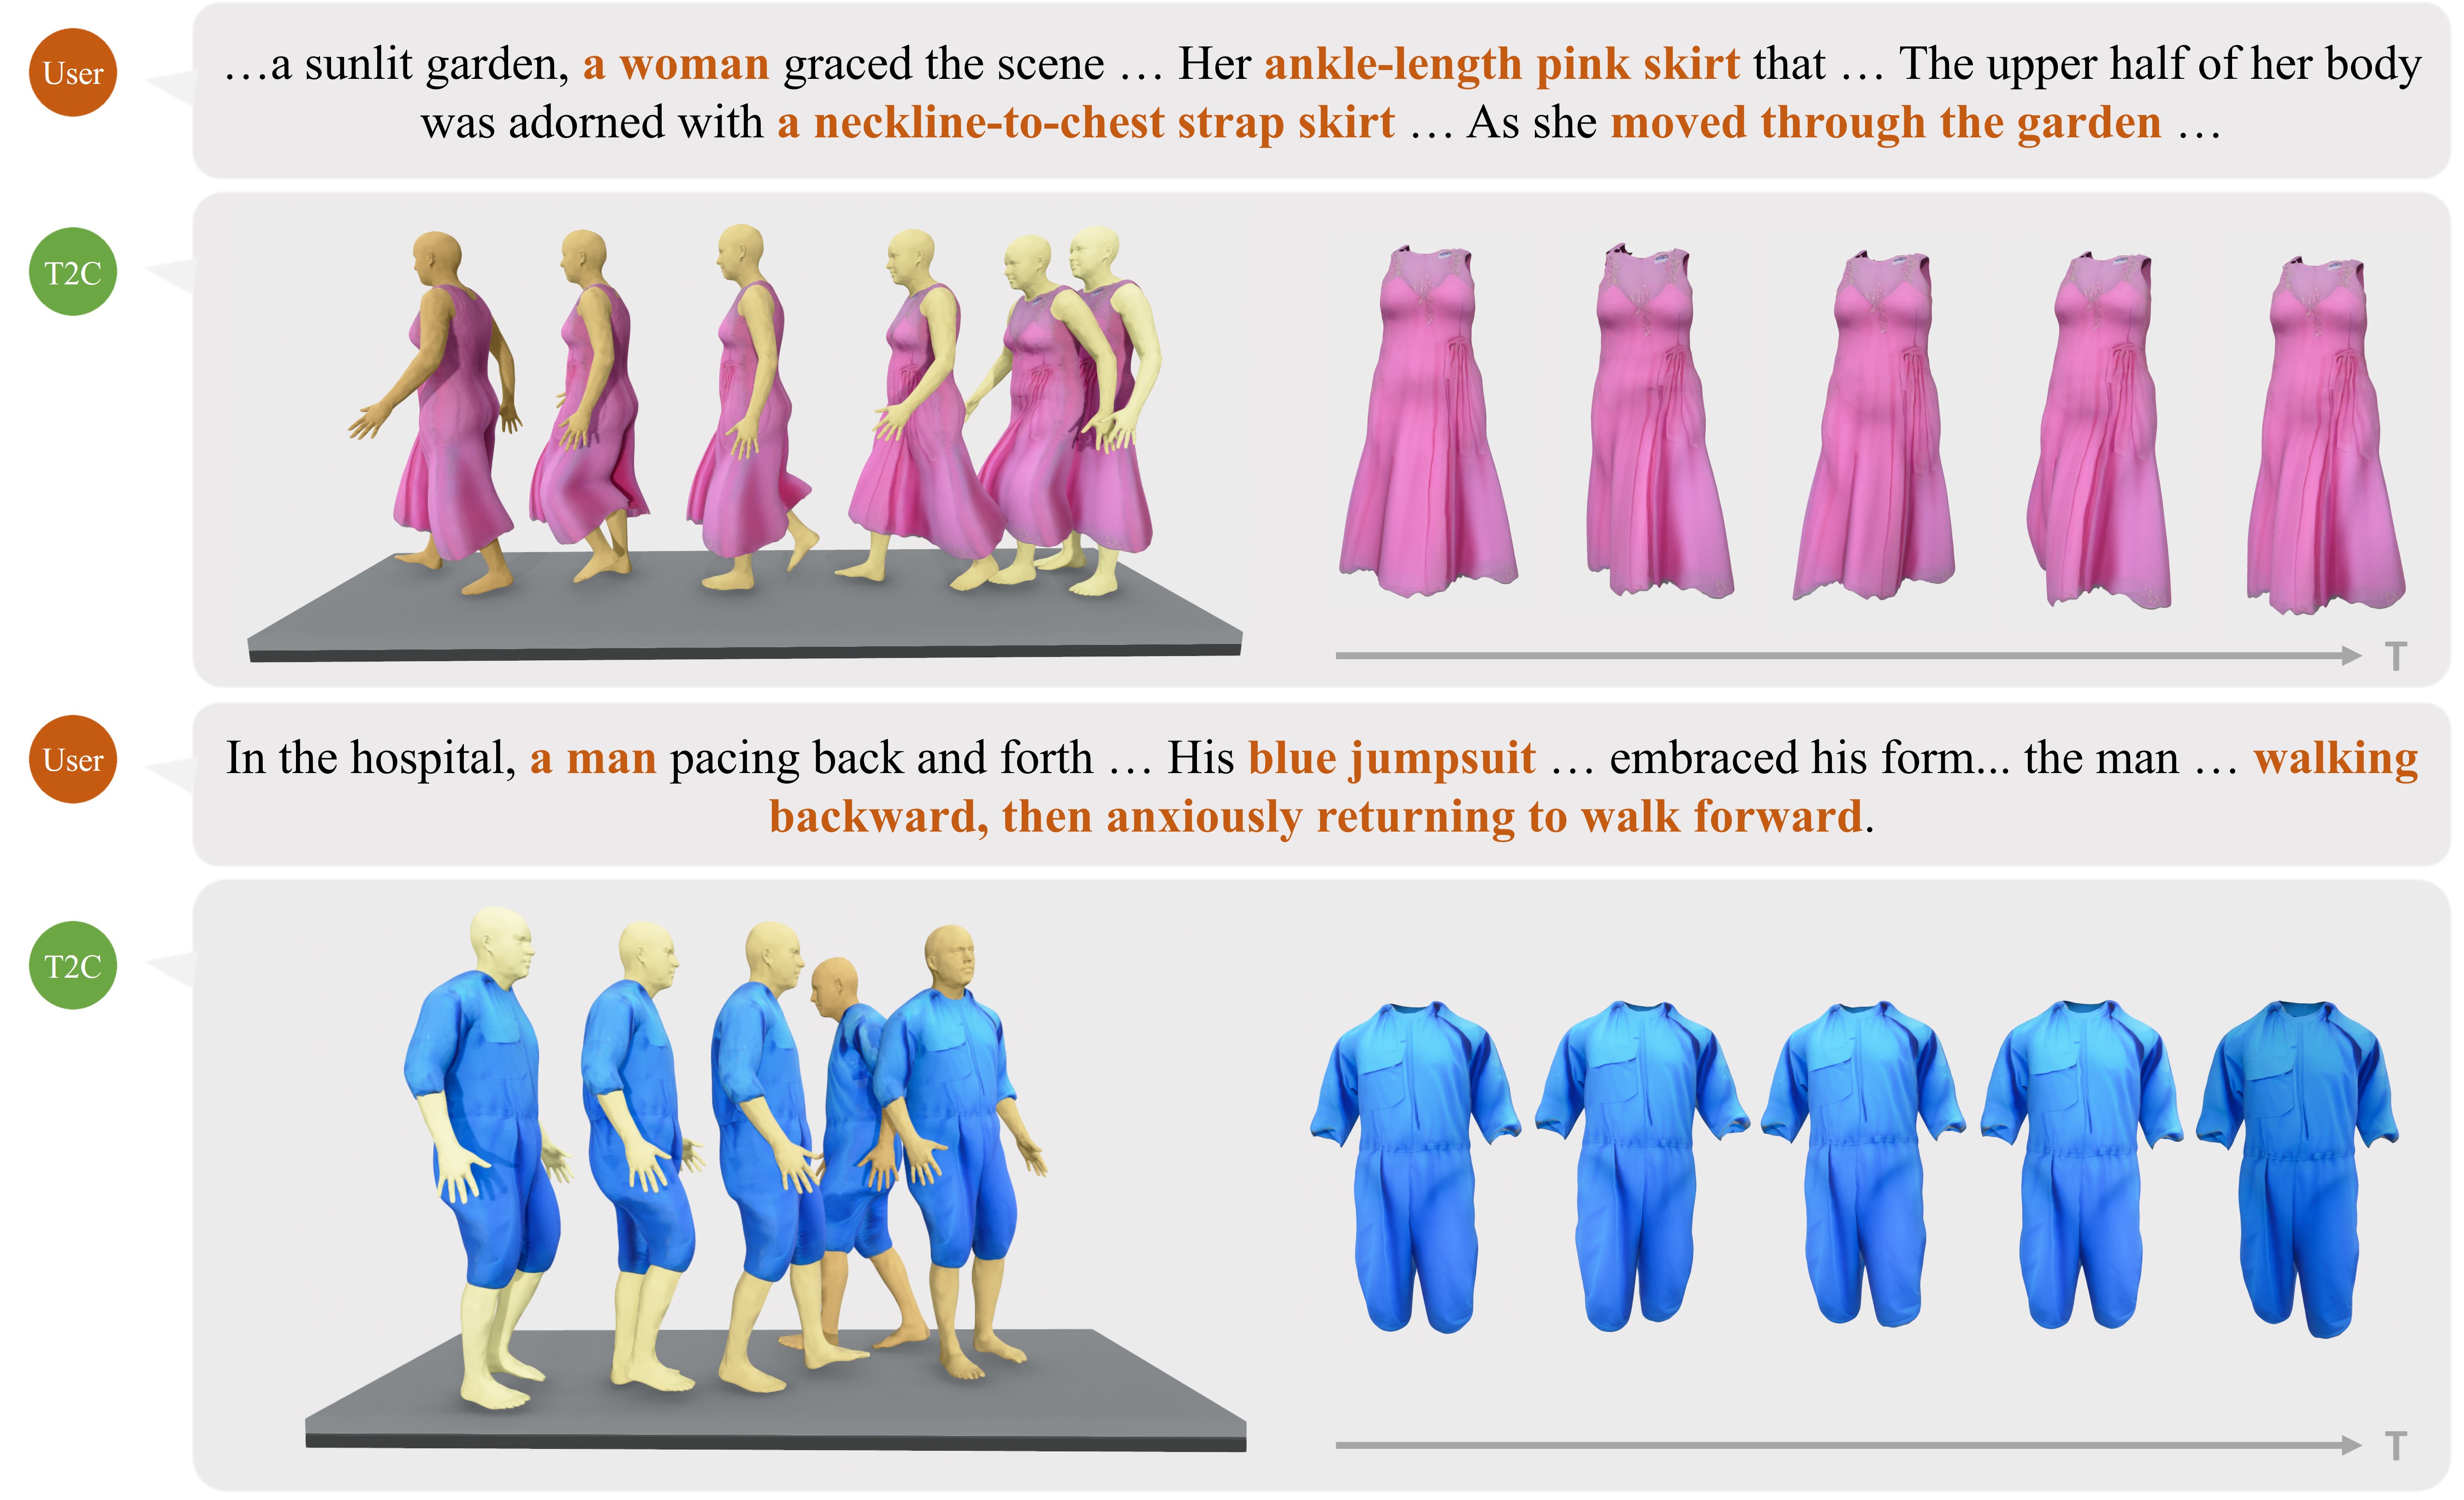 User
…a sunlit garden, a woman graced the scene … Her ankle-length pink skirt that … The upper half of her body
was adorned with a neckline-to-chest strap skirt … As she moved through the garden …
T2C
T
User
In the hospital, a man pacing back and forth … His blue jumpsuit … embraced his form... the man … walking
backward, then anxiously returning to walk forward.
T2C
T